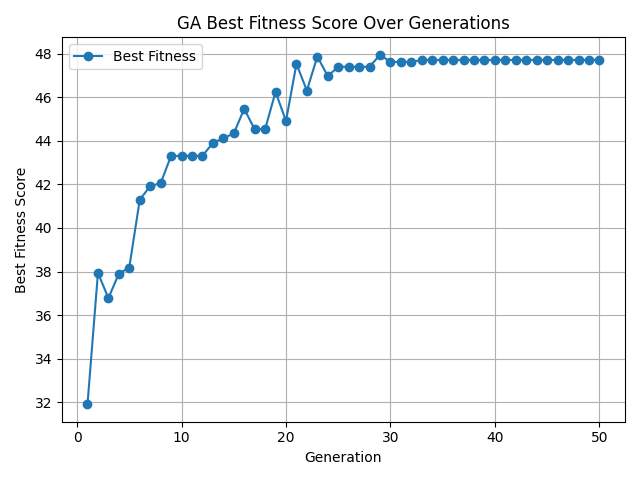 GA Best Fitness Score Over Generations
Best Fitness
48
46
44
42
40
38
36
34
32
Best Fitness Score
0 10 20 30 40 50
Generation